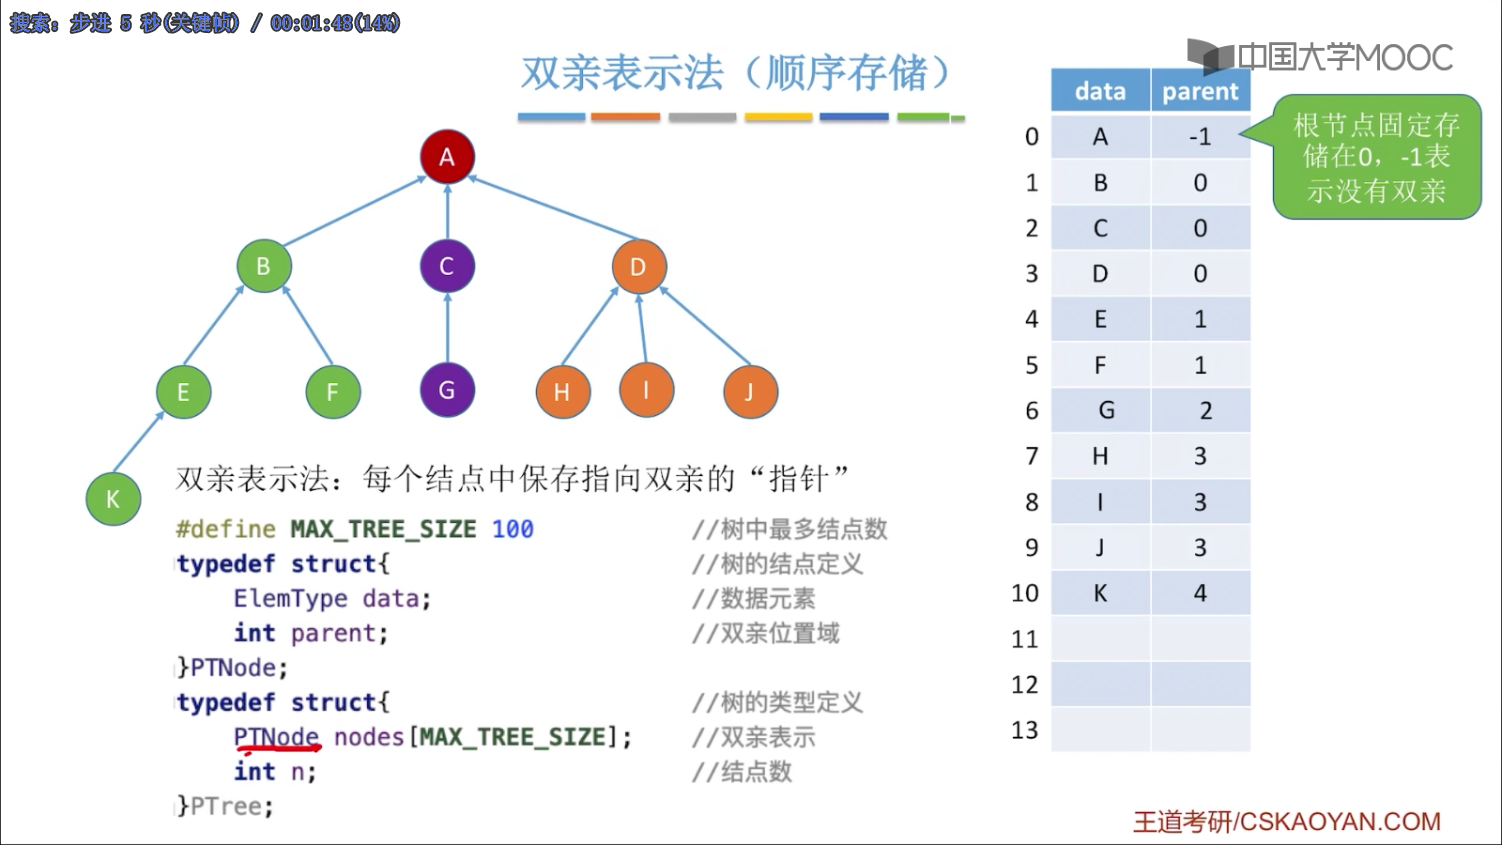 搜索: 步进 5 秒(关键帧) / 00:01:48(14%)
中国大学MOOC
双亲表示法（顺序存储）
A
B
C
D
E
F
G
H
I
J
K
data parent
0 A -1
1 B 0
2 C 0
3 D 0
4 E 1
5 F 1
6 G 2
7 H 3
8 I 3
9 J 3
10 K 4
11
12
13
根节点固定存
储在0，-1表
示没有双亲
双亲表示法：每个结点中保存指向双亲的“指针”
#define MAX_TREE_SIZE 100 //树中最多结点数
typedef struct{ //树的结点定义
ElemType data; //数据元素
int parent; //双亲位置域
}PTNode;
typedef struct{ //树的类型定义
PTNode nodes[MAX_TREE_SIZE]; //双亲表示
int n; //结点数
}PTree;
王道考研/CSKAOYAN.COM